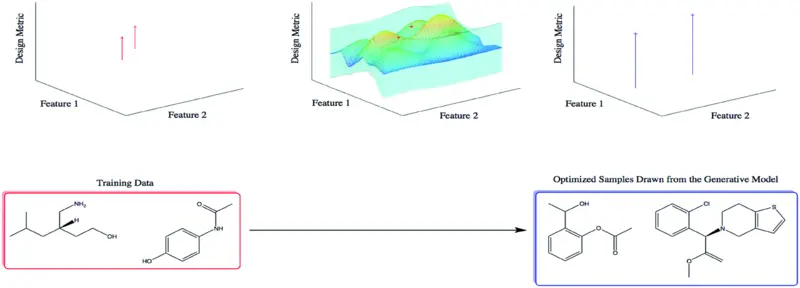 Design Metric
Feature 1
Feature 2
Design Metric
Feature 1
Feature 2
Design Metric
Feature 1
Feature 2
Training Data
NH₂
H
OH
O
NH
HO
Optimized Samples Drawn from the Generative Model
OH
O
O
Cl
S
N
O